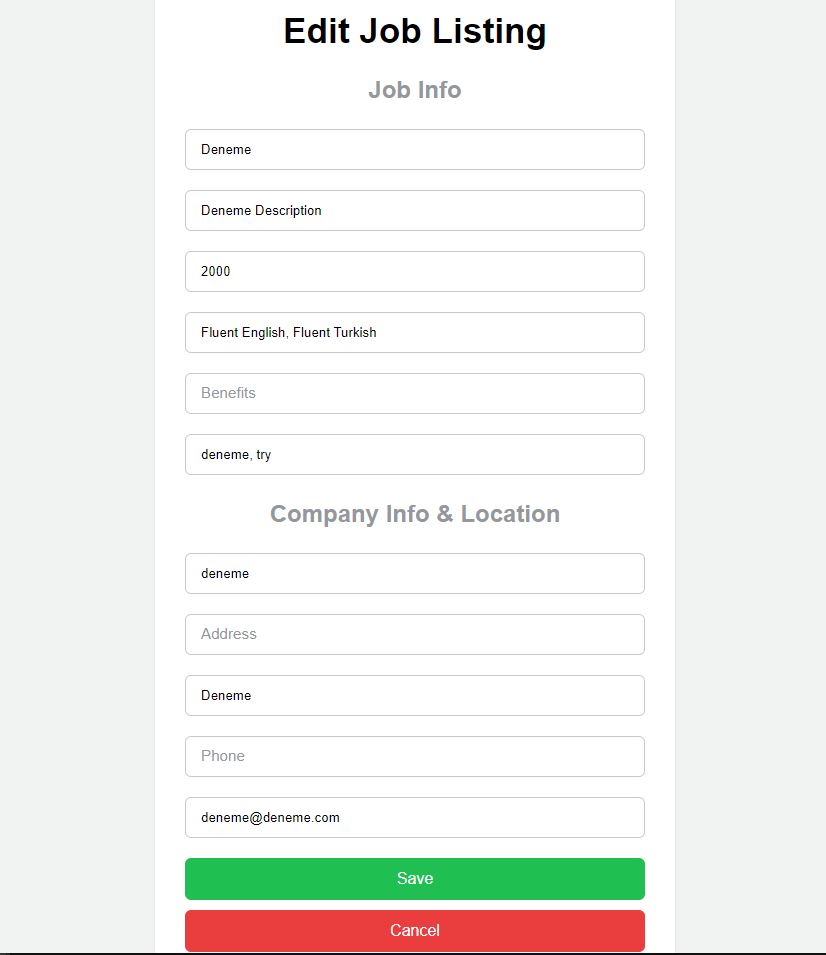 Edit Job Listing
Job Info
Deneme
Deneme Description
2000
Fluent English, Fluent Turkish
Benefits
deneme, try
Company Info & Location
deneme
Address
Deneme
Phone
deneme@deneme.com
Save
Cancel